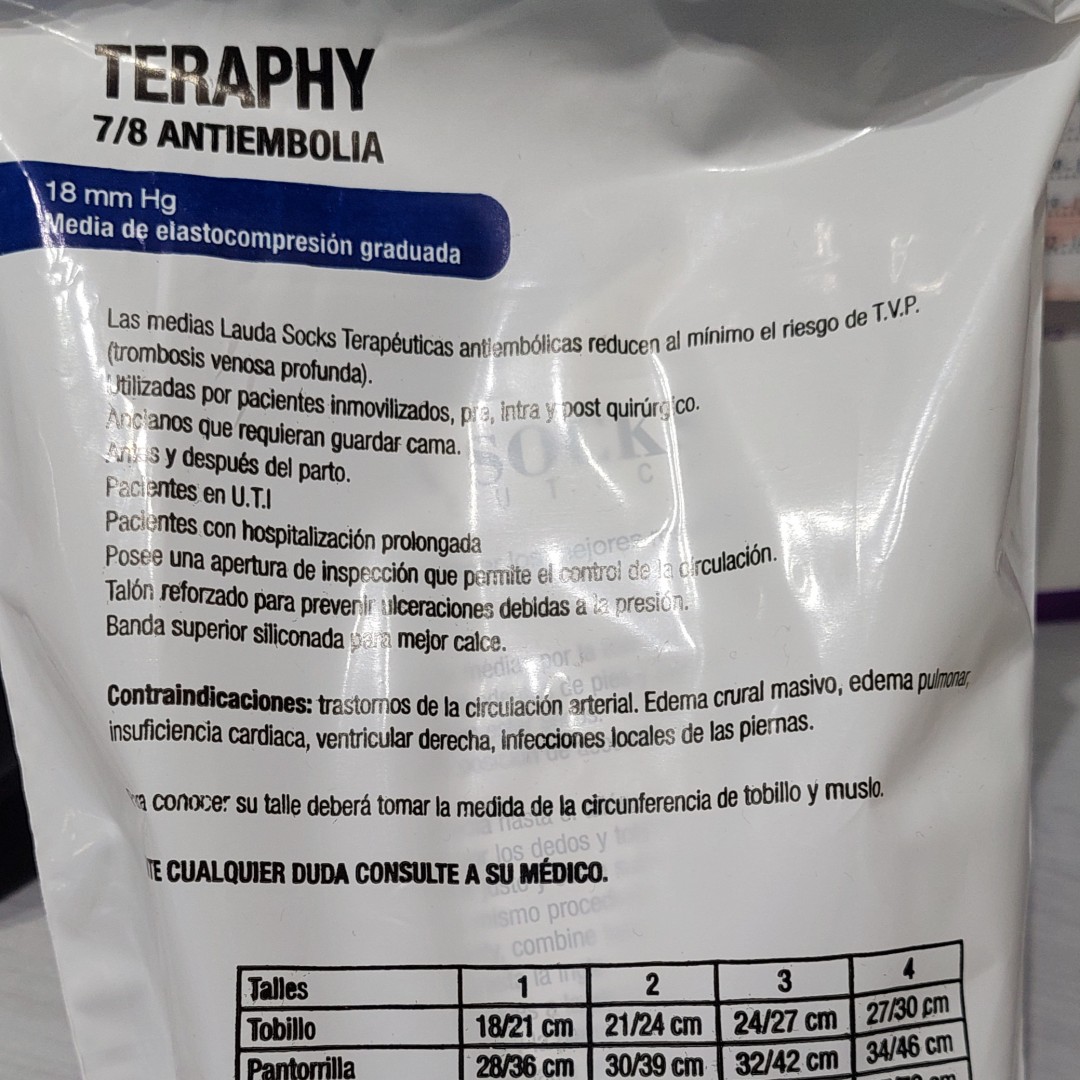 TERAPHY
7/8 ANTIEMBOLIA
18 mm Hg
Media de elastocompresión graduada
Las medias Lauda Socks Terapéuticas antiembólicas reducen al mínimo el riesgo de T.V.P.
(trombosis venosa profunda).
Utilizadas por pacientes inmovilizados, pre, intra y post quirúrgico.
Ancianos que requieran guardar cama.
Antes y después del parto.
Pacientes en U.T.I
Pacientes con hospitalización prolongada
Posee una apertura de inspección que permite el control de la circulación.
Talón reforzado para prevenir ulceraciones debidas a la presión.
Banda superior siliconada para mejor calce.
Contraindicaciones: trastornos de la circulación arterial. Edema crural masivo, edema pulmonar,
insuficiencia cardiaca, ventricular derecha, infecciones locales de las piernas.
conocer su talle deberá tomar la medida de la circunferencia de tobillo y muslo.
CUALQUIER DUDA CONSULTE A SU MÉDICO.
Talles 1 2 3 4
Tobillo 18/21 cm 21/24 cm 24/27 cm 27/30 cm
Pantorrilla 28/36 cm 30/39 cm 32/42 cm 34/46 cm